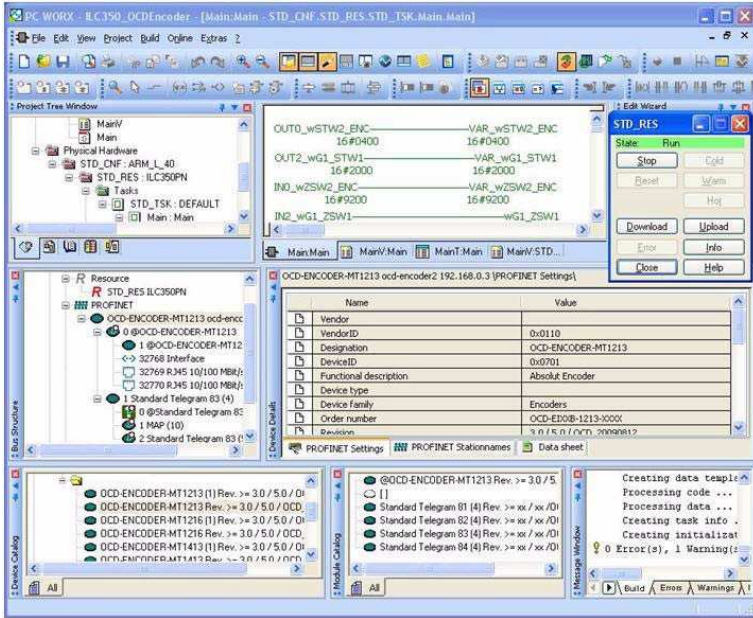 PC WORX - ILC350_OCDEncoder - [Main:Main - STD_CNF.STD_RES.STD_TSK.Main.Main]
File Edit View Project Build Online Extras ?
Project Tree Window
MainV
Main
Physical Hardware
STD_CNF : ARM_L_40
STD_RES : ILC350PN
Tasks
STD_TSK : DEFAULT
Main : Main
OUT0_wSTW2_ENC VAR_wSTW2_ENC
16#0400 16#0400
OUT2_wG1_STW1 VAR_wG1_STW1
16#2000 16#2000
IN0_wZSW2_ENC VAR_wZSW2_ENC
16#9200 16#9200
IN2_wG1_ZSW1 wG1_ZSW1
Main:Main MainV:Main MainT:Main MainV:STD...
Edit Wizard
STD_RES
State: Run
Stop Cold
Reset Warm
Hot
Download Upload
Error Info
Close Help
Bus Structure
Resource
STD_RES ILC350PN
PROFINET
OCD-ENCODER-MT1213 ocd-enco
0 @OCD-ENCODER-MT1213
1 @OCD-ENCODER-MT12
32768 Interface
32769 RJ45 10/100 MBit/s
32770 RJ45 10/100 MBit/s
1 Standard Telegram 83 (4)
0 @Standard Telegram 83
1 MAP (10)
2 Standard Telegram 83 (
Device Details
OCD-ENCODER-MT1213 ocd-encoder2 192.168.0.3 \PROFINET Settings\
Name Value
Vendor
VendorID 0x0110
Designation OCD-ENCODER-MT1213
DeviceID 0x0701
Functional description Absolut Encoder
Device type
Device family Encoders
Order number OCD-EIXXB-1213-XXXX
Revision 3.0 / 5.0 / OCD_20090812
PROFINET Settings PROFINET Stationnames Data sheet
Device Catalog
OCD-ENCODER-MT1213 (1) Rev. >= 3.0 / 5.0 / O
OCD-ENCODER-MT1213 Rev. >= 3.0 / 5.0 / OCD_
OCD-ENCODER-MT1216 (1) Rev. >= 3.0 / 5.0 / O
OCD-ENCODER-MT1216 Rev. >= 3.0 / 5.0 / OCD_
OCD-ENCODER-MT1413 (1) Rev. >= 3.0 / 5.0 / O
OCD-ENCODER-MT1413 Rev. >= 3.0 / 5.0 / OCD
All
Module Catalog
@OCD-ENCODER-MT1213 Rev. >= 3.0 / 5.
[]
Standard Telegram 81 (4) Rev. >= xx / xx /
Standard Telegram 82 (4) Rev. >= xx / xx /
Standard Telegram 83 (4) Rev. >= xx / xx /
Standard Telegram 84 (4) Rev. >= xx / xx /
All
Message Window
Creating data templa
Processing code ...
Processing data ...
Creating task info .
Creating initializat
0 Error(s), 1 Warning(s
Build Errors Warnings